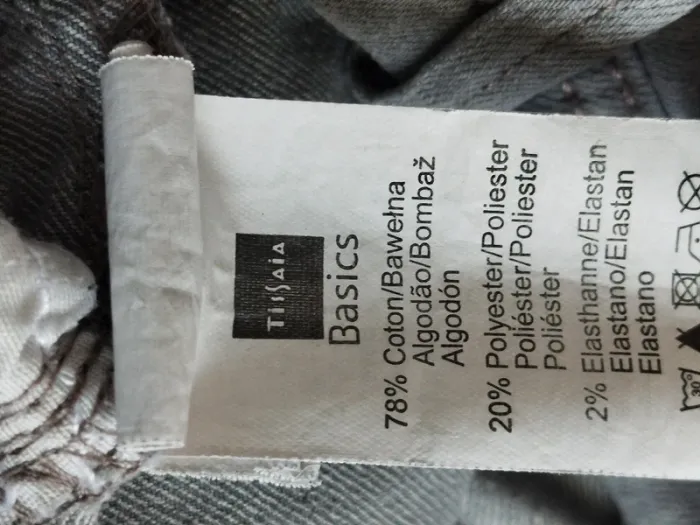 TISSAIA
Basics
78% Coton/Bawełna
Algodão/Bombaž
Algodón
20% Polyester/Poliester
Poliéster/Poliester
Poliéster
2% Elasthanne/Elastan
Elastano/Elastan
Elastano
30°